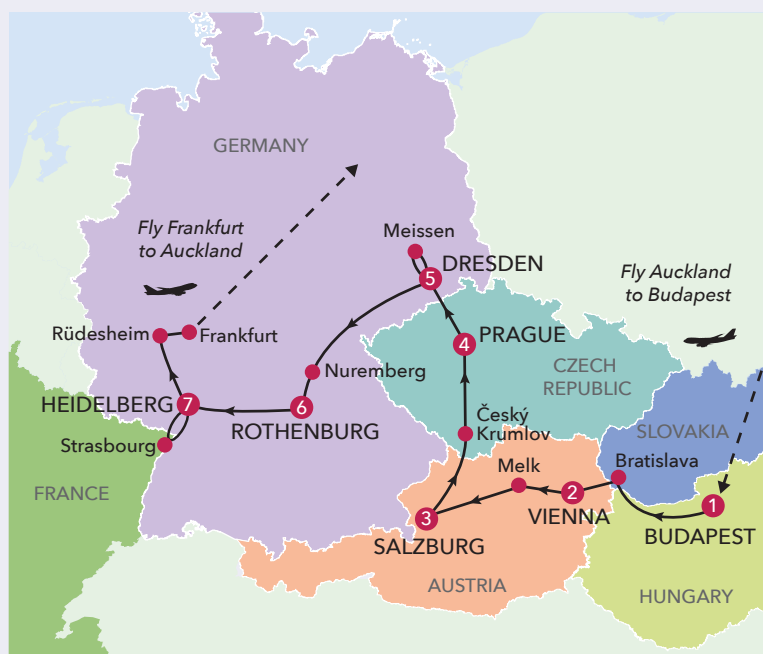 GERMANY
Fly Frankfurt
to Auckland
Meissen
5
DRESDEN
Fly Auckland
to Budapest
Rüdesheim
Frankfurt
4
PRAGUE
CZECH
REPUBLIC
Nuremberg
HEIDELBERG
7
6
ROTHENBURG
Český
Krumlov
SLOVAKIA
Strasbourg
Melk
Bratislava
FRANCE
2
VIENNA
1
BUDAPEST
3
SALZBURG
AUSTRIA
HUNGARY